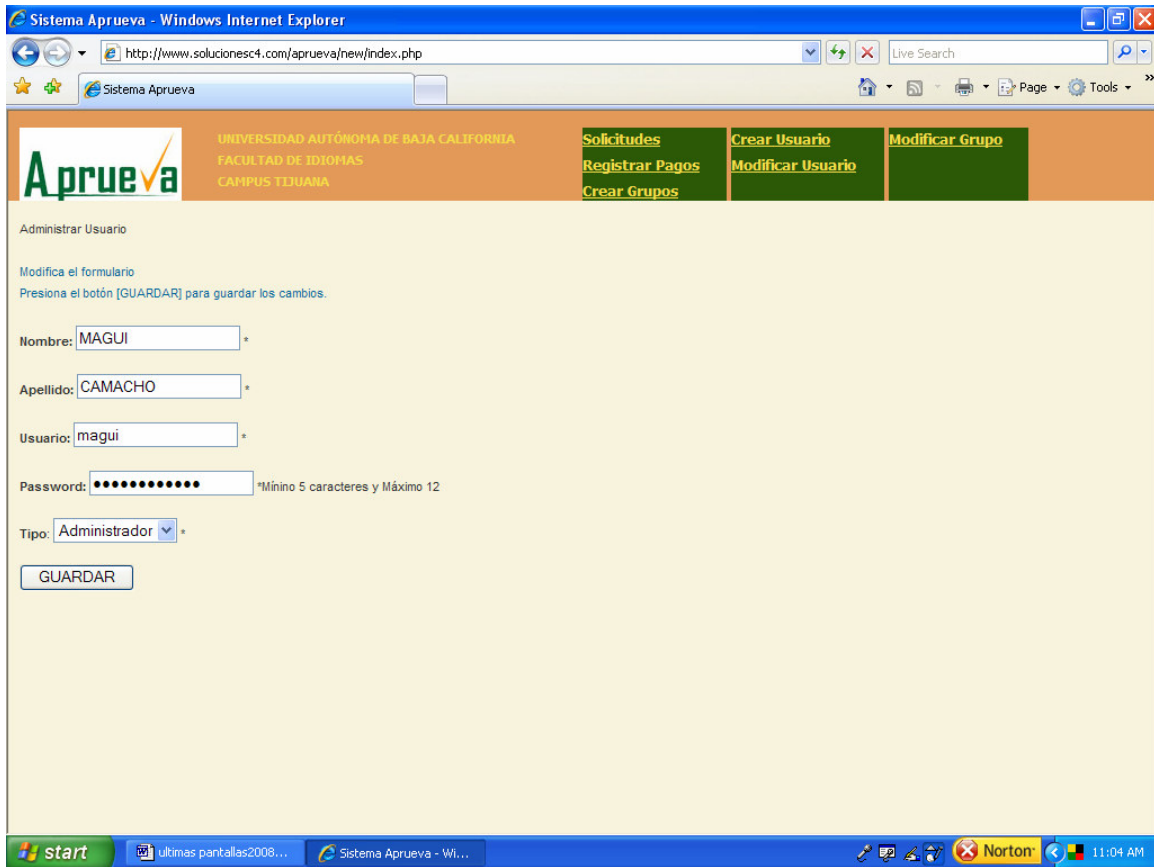 Sistema Aprueva - Windows Internet Explorer
http://www.solucionesc4.com/aprueva/new/index.php
Live Search
Sistema Aprueva
Page
Tools
Aprueva
UNIVERSIDAD AUTÓNOMA DE BAJA CALIFORNIA
FACULTAD DE IDIOMAS
CAMPUS TIJUANA
Solicitudes
Registrar Pagos
Crear Grupos
Crear Usuario
Modificar Usuario
Modificar Grupo
Administrar Usuario
Modifica el formulario
Presiona el botón [GUARDAR] para guardar los cambios.
Nombre: MAGUI *
Apellido: CAMACHO *
Usuario: magui *
Password: •••••••••••• *Mínino 5 caracteres y Máximo 12
Tipo: Administrador *
GUARDAR
start
ultimas pantallas2008...
Sistema Aprueva - Wi...
Norton
11:04 AM